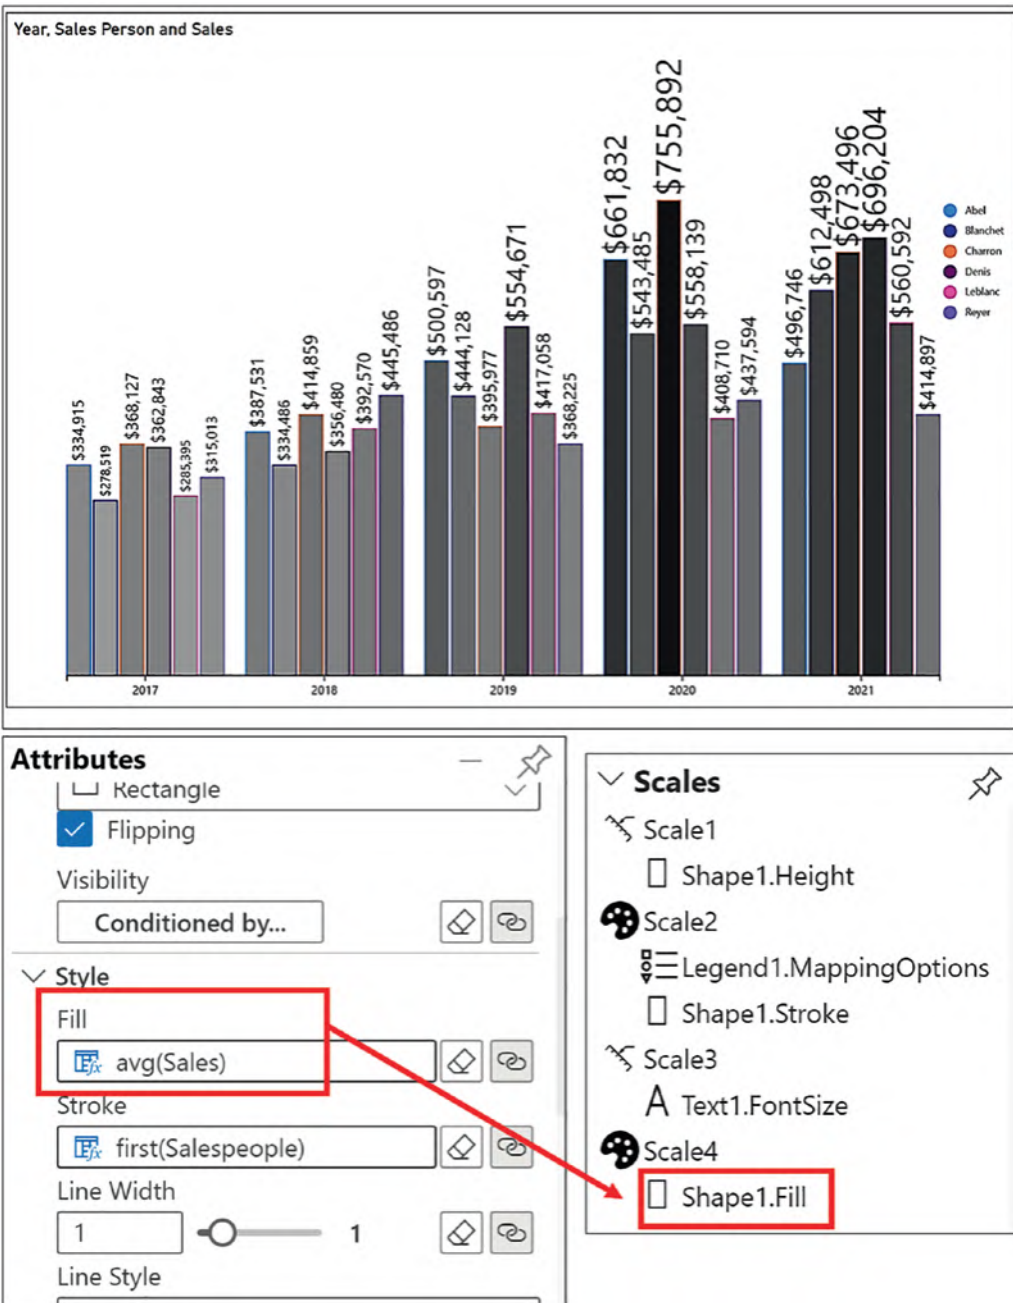 Year, Sales Person and Sales
$334,915
$278,519
$368,127
$362,843
$285,395
$315,013
$387,531
$334,486
$414,859
$356,480
$392,570
$445,486
$500,597
$444,128
$395,977
$554,671
$417,058
$368,225
$661,832
$543,485
$755,892
$558,139
$408,710
$437,594
$496,746
$612,498
$673,496
$696,204
$560,592
$414,897
Abel
Blanchet
Charron
Denis
Leblanc
Reyer
2017 2018 2019 2020 2021
Attributes
Rectangle
Flipping
Visibility
Conditioned by...
Style
Fill
avg(Sales)
Stroke
first(Salespeople)
Line Width
1 1
Line Style
Scales
Scale1
Shape1.Height
Scale2
Legend1.MappingOptions
Shape1.Stroke
Scale3
A Text1.FontSize
Scale4
Shape1.Fill